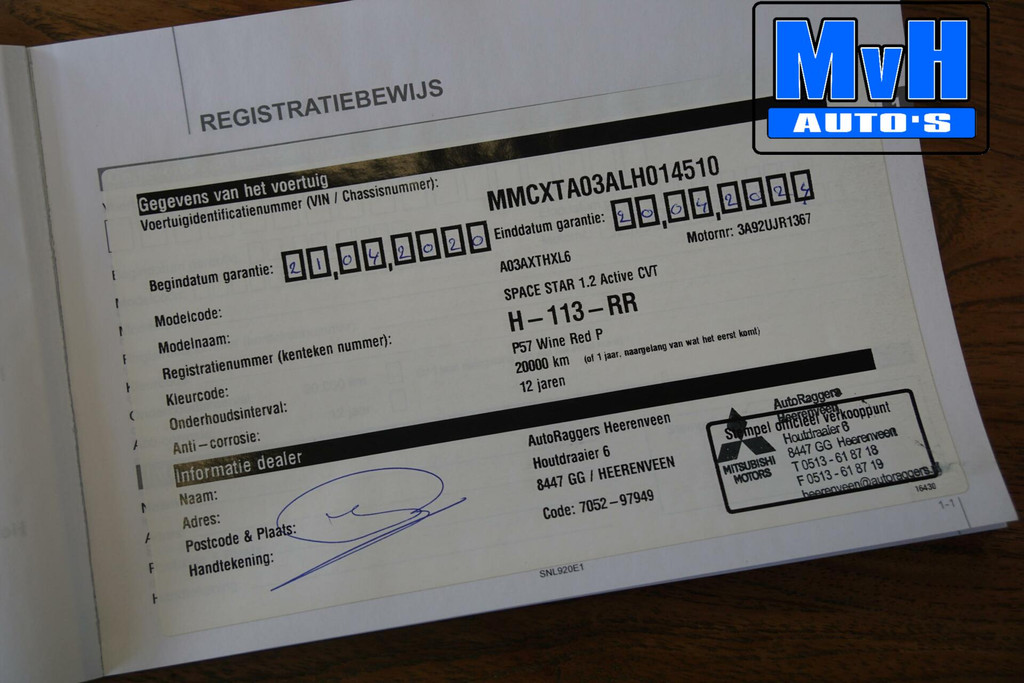 MvH
AUTO'S
REGISTRATIEBEWIJS
Gegevens van het voertuig
Voertuigidentificatienummer (VIN / Chassisnummer): MMCXTA03ALH014510
Begindatum garantie: 21,04,2020 Einddatum garantie: 20,04,2024
Motornr: 3A92UJR1367
Modelcode: A03AXTHXL6
Modelnaam: SPACE STAR 1.2 Active CVT
Registratienummer (kenteken nummer): H-113-RR
Kleurcode: P57 Wine Red P
Onderhoudsinterval: 20000 km (of 1 jaar, naargelang van wat het eerst komt)
Anti-corrosie: 12 jaren
Informatie dealer
Naam: AutoRaggers Heerenveen
Adres: Houtdraaier 6
Postcode & Plaats: 8447 GG / HEERENVEEN
Handtekening: Code: 7052-97949
AutoRaggers
Heerenveen
Stempel officieel verkooppunt
Houtdraaier 6
8447 GG Heerenveen
T 0513 - 61 87 18
F 0513 - 61 87 19
heerenveen@autoraggers.nl
MITSUBISHI
MOTORS
16430
1-1
SNL920E1